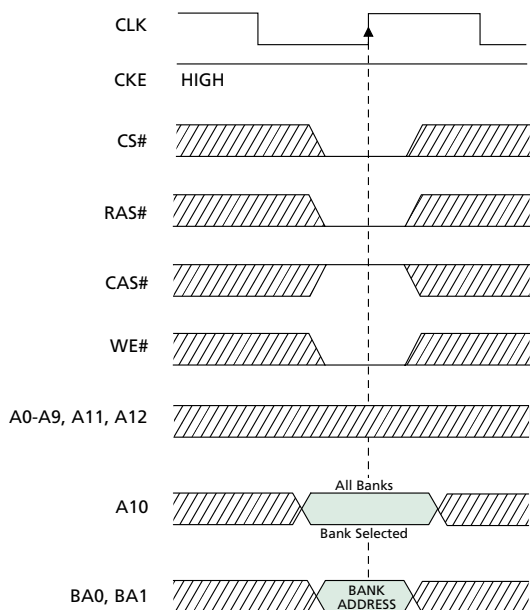 CLK
CKE HIGH
CS#
RAS#
CAS#
WE#
A0-A9, A11, A12
All Banks
A10
Bank Selected
BA0, BA1
BANK
ADDRESS